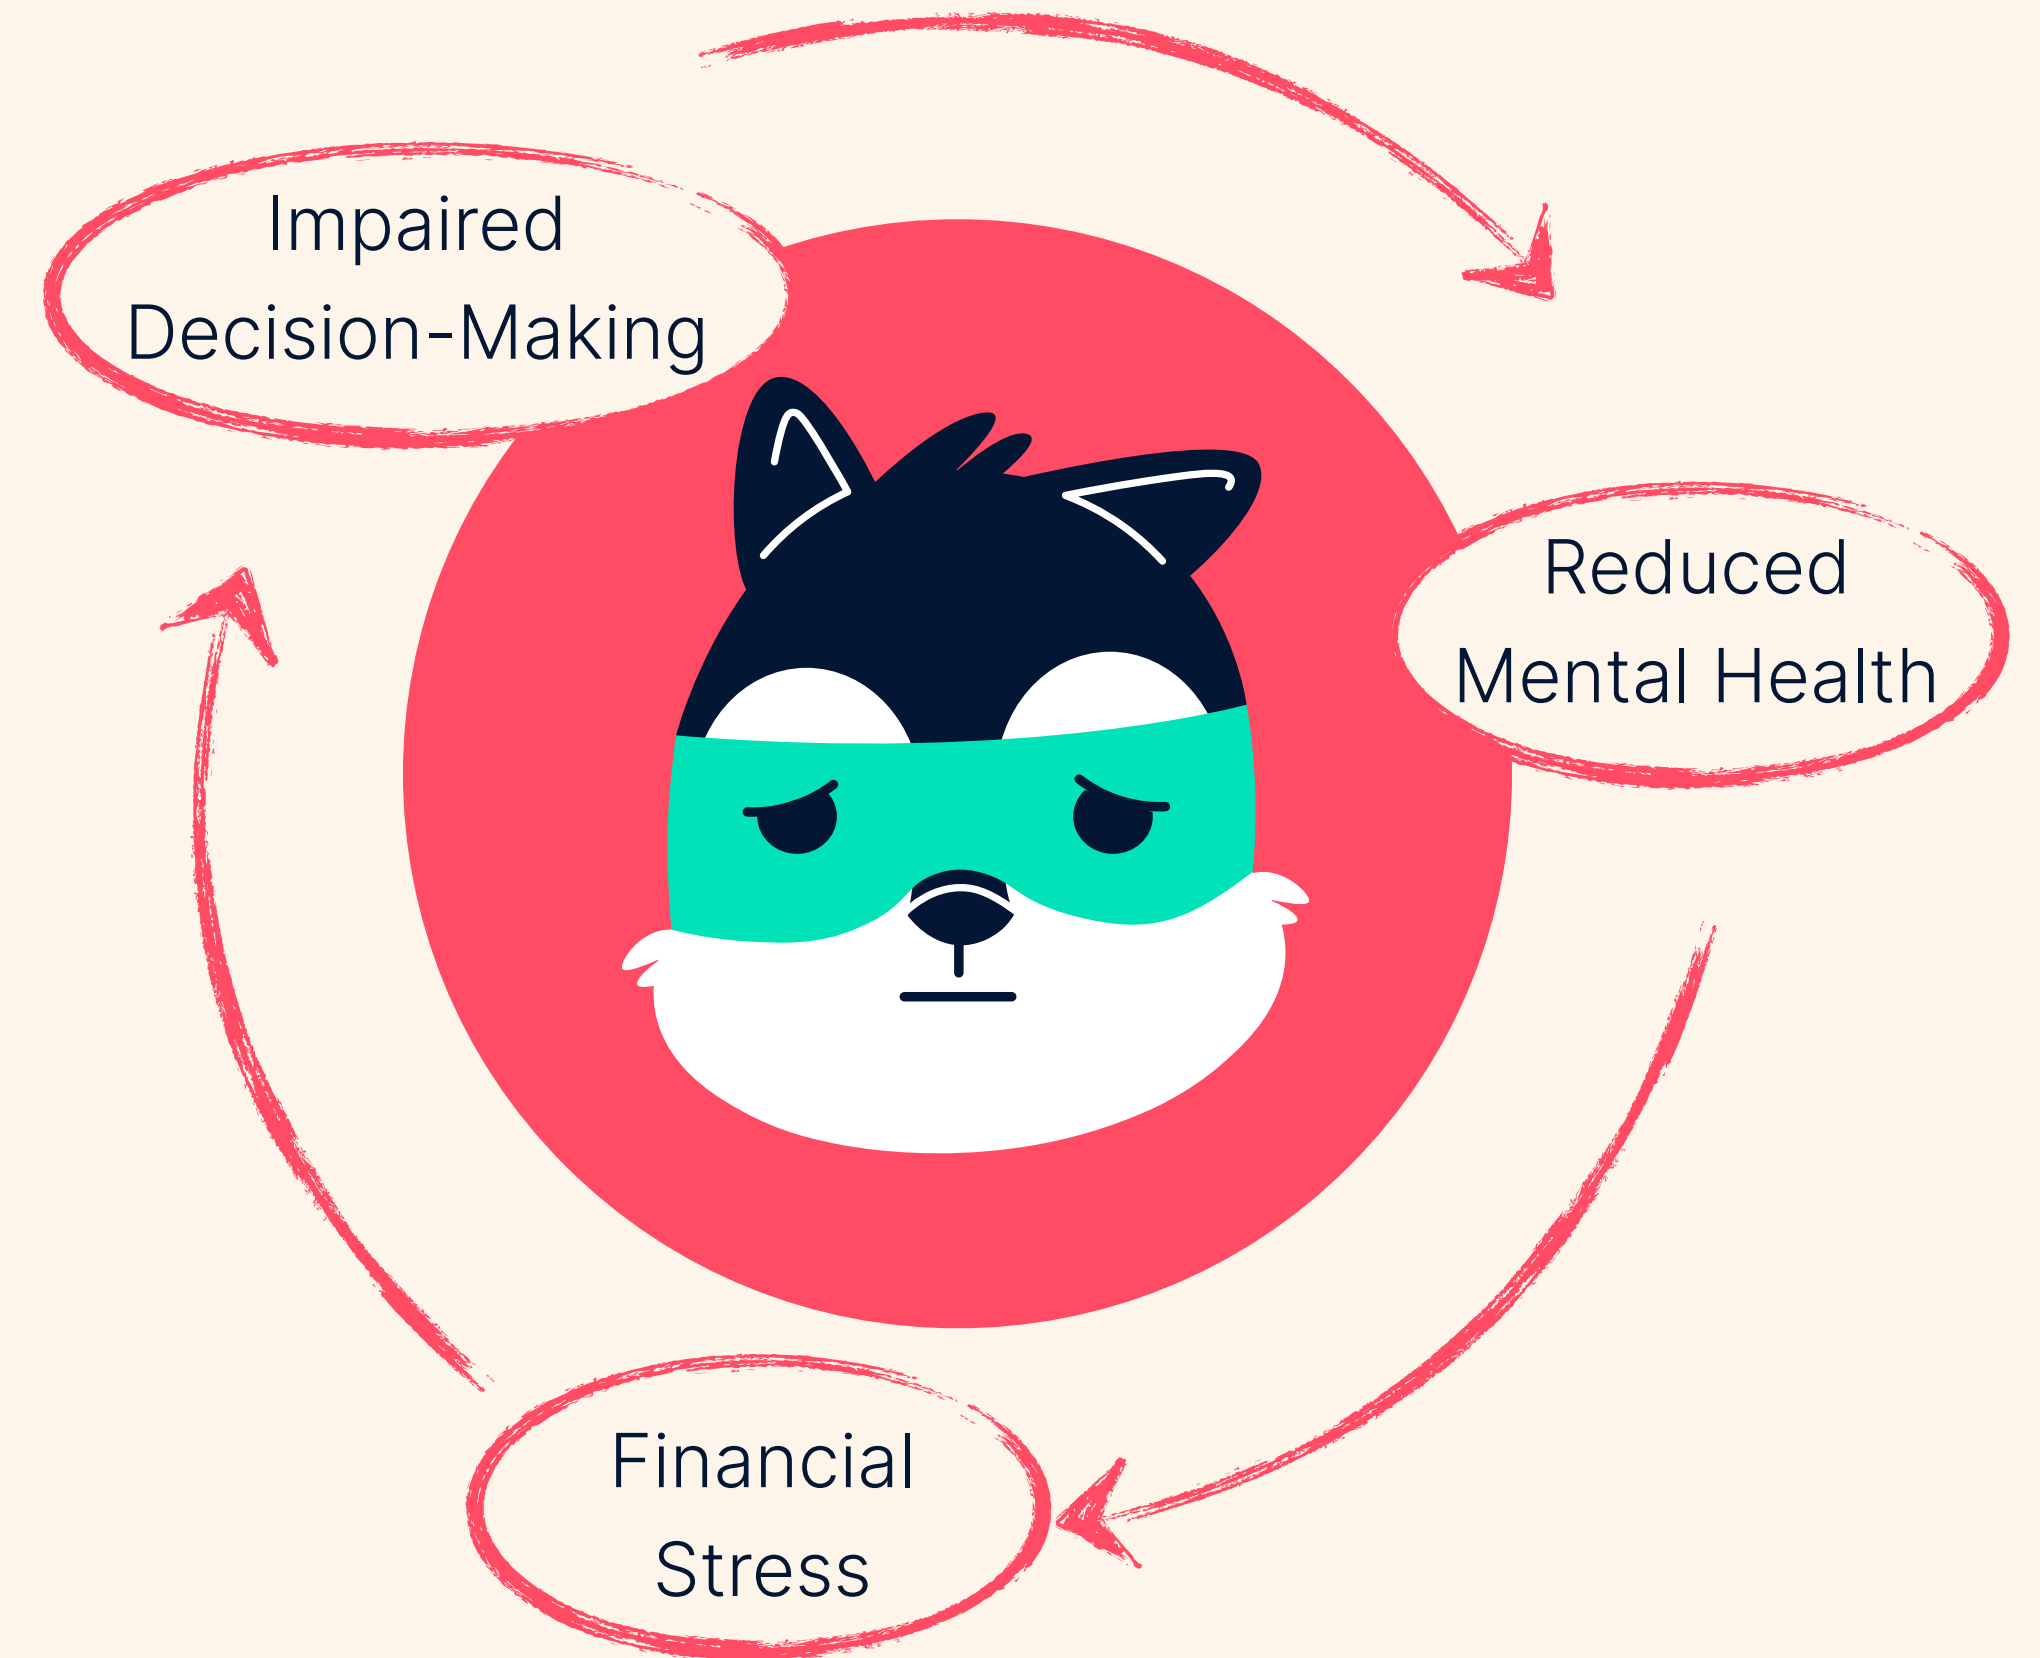 Impaired
Decision-Making
Reduced
Mental Health
Financial
Stress